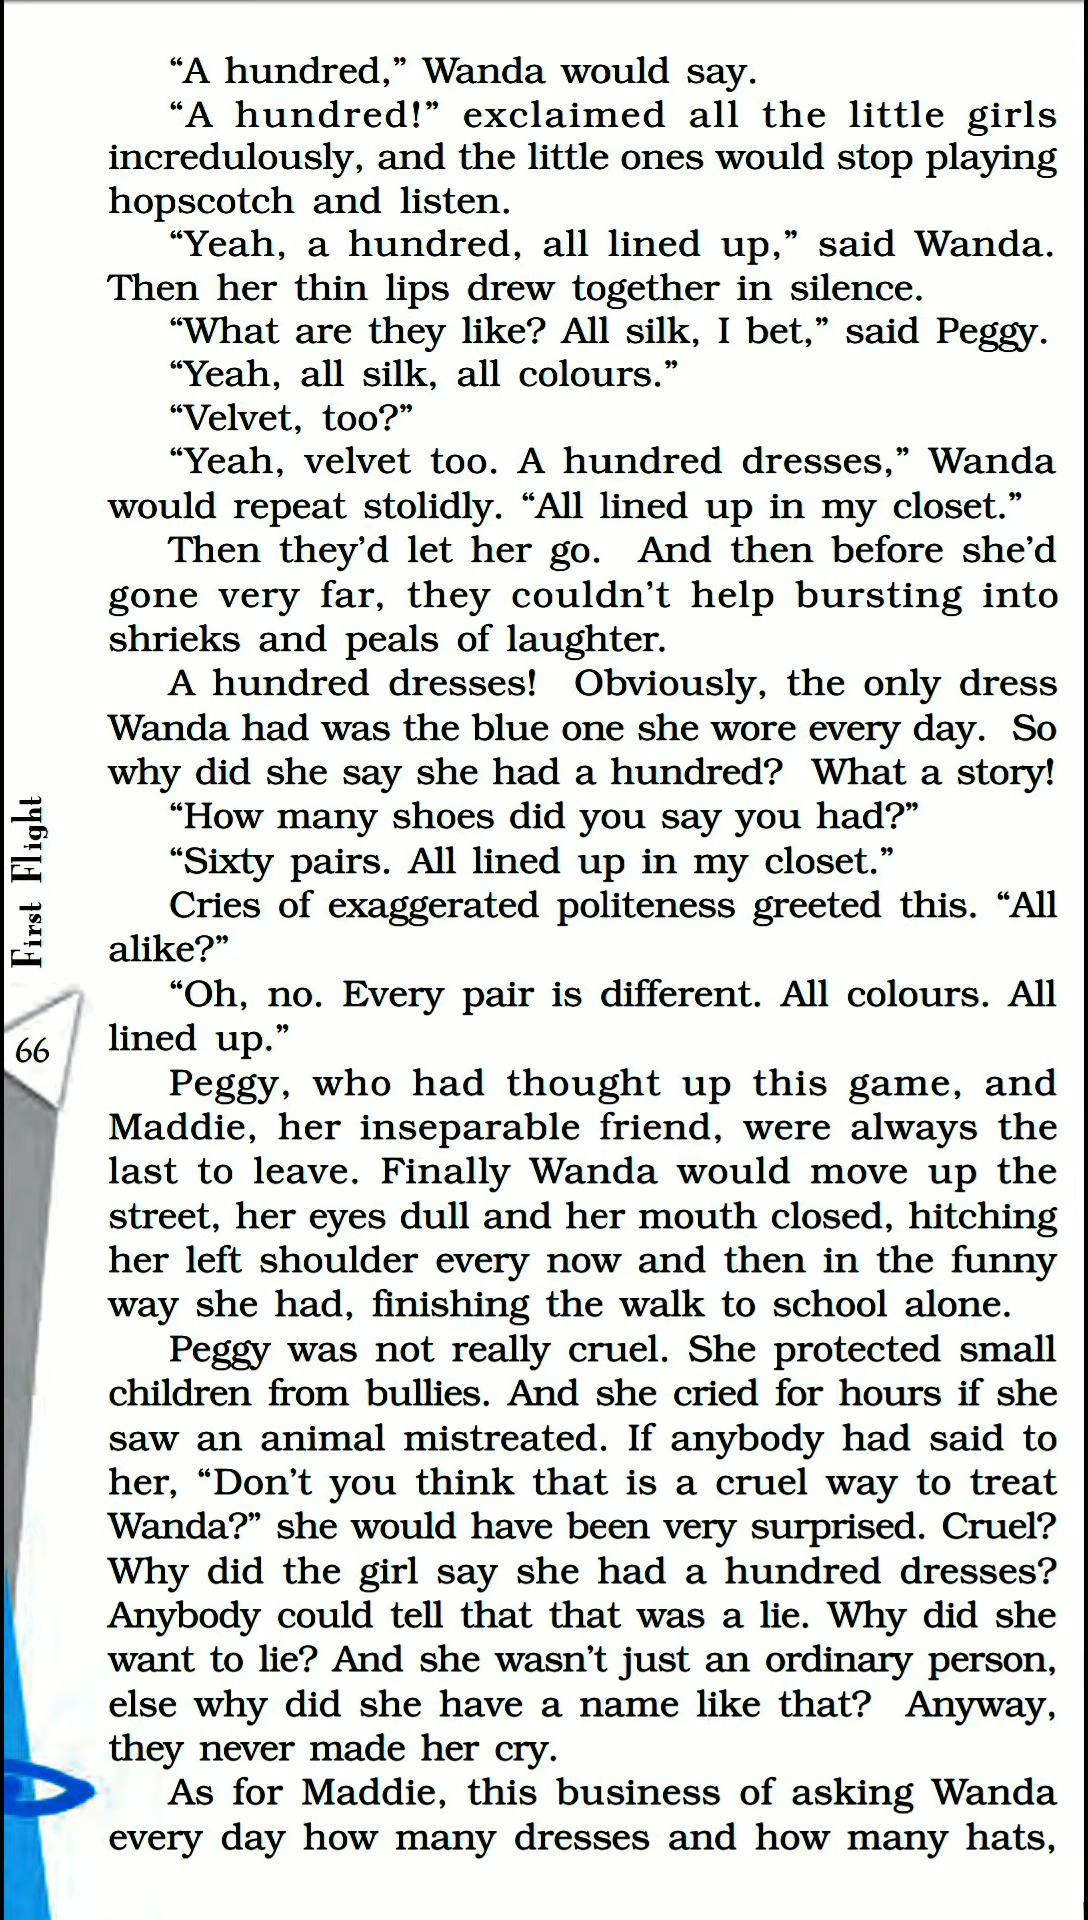 “A hundred,” Wanda would say.
“A hundred!” exclaimed all the little girls
incredulously, and the little ones would stop playing
hopscotch and listen.
“Yeah, a hundred, all lined up,” said Wanda.
Then her thin lips drew together in silence.
“What are they like? All silk, I bet,” said Peggy.
“Yeah, all silk, all colours.”
“Velvet, too?”
“Yeah, velvet too. A hundred dresses,” Wanda
would repeat stolidly. “All lined up in my closet.”
Then they’d let her go. And then before she’d
gone very far, they couldn’t help bursting into
shrieks and peals of laughter.
A hundred dresses! Obviously, the only dress
Wanda had was the blue one she wore every day. So
why did she say she had a hundred? What a story!
“How many shoes did you say you had?”
“Sixty pairs. All lined up in my closet.”
Cries of exaggerated politeness greeted this. “All
alike?”
“Oh, no. Every pair is different. All colours. All
lined up.”
Peggy, who had thought up this game, and
Maddie, her inseparable friend, were always the
last to leave. Finally Wanda would move up the
street, her eyes dull and her mouth closed, hitching
her left shoulder every now and then in the funny
way she had, finishing the walk to school alone.
Peggy was not really cruel. She protected small
children from bullies. And she cried for hours if she
saw an animal mistreated. If anybody had said to
her, “Don’t you think that is a cruel way to treat
Wanda?” she would have been very surprised. Cruel?
Why did the girl say she had a hundred dresses?
Anybody could tell that that was a lie. Why did she
want to lie? And she wasn’t just an ordinary person,
else why did she have a name like that? Anyway,
they never made her cry.
As for Maddie, this business of asking Wanda
every day how many dresses and how many hats,
First Flight
66